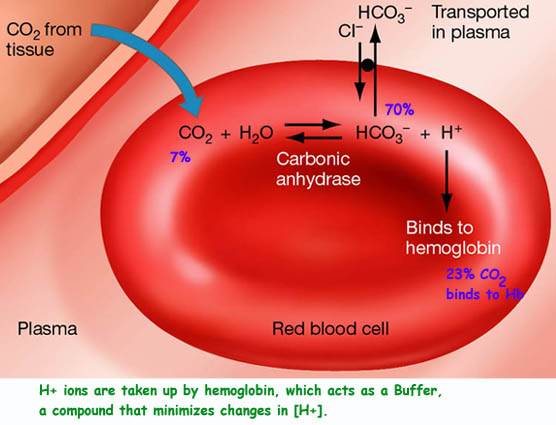 CO₂ from
tissue
HCO₃⁻
Cl⁻
Transported
in plasma
70%
CO₂ + H₂O HCO₃⁻ + H⁺
7%
Carbonic
anhydrase
Binds to
hemoglobin
23% CO₂
binds to Hb
Plasma
Red blood cell
H+ ions are taken up by hemoglobin, which acts as a Buffer,
a compound that minimizes changes in [H+].